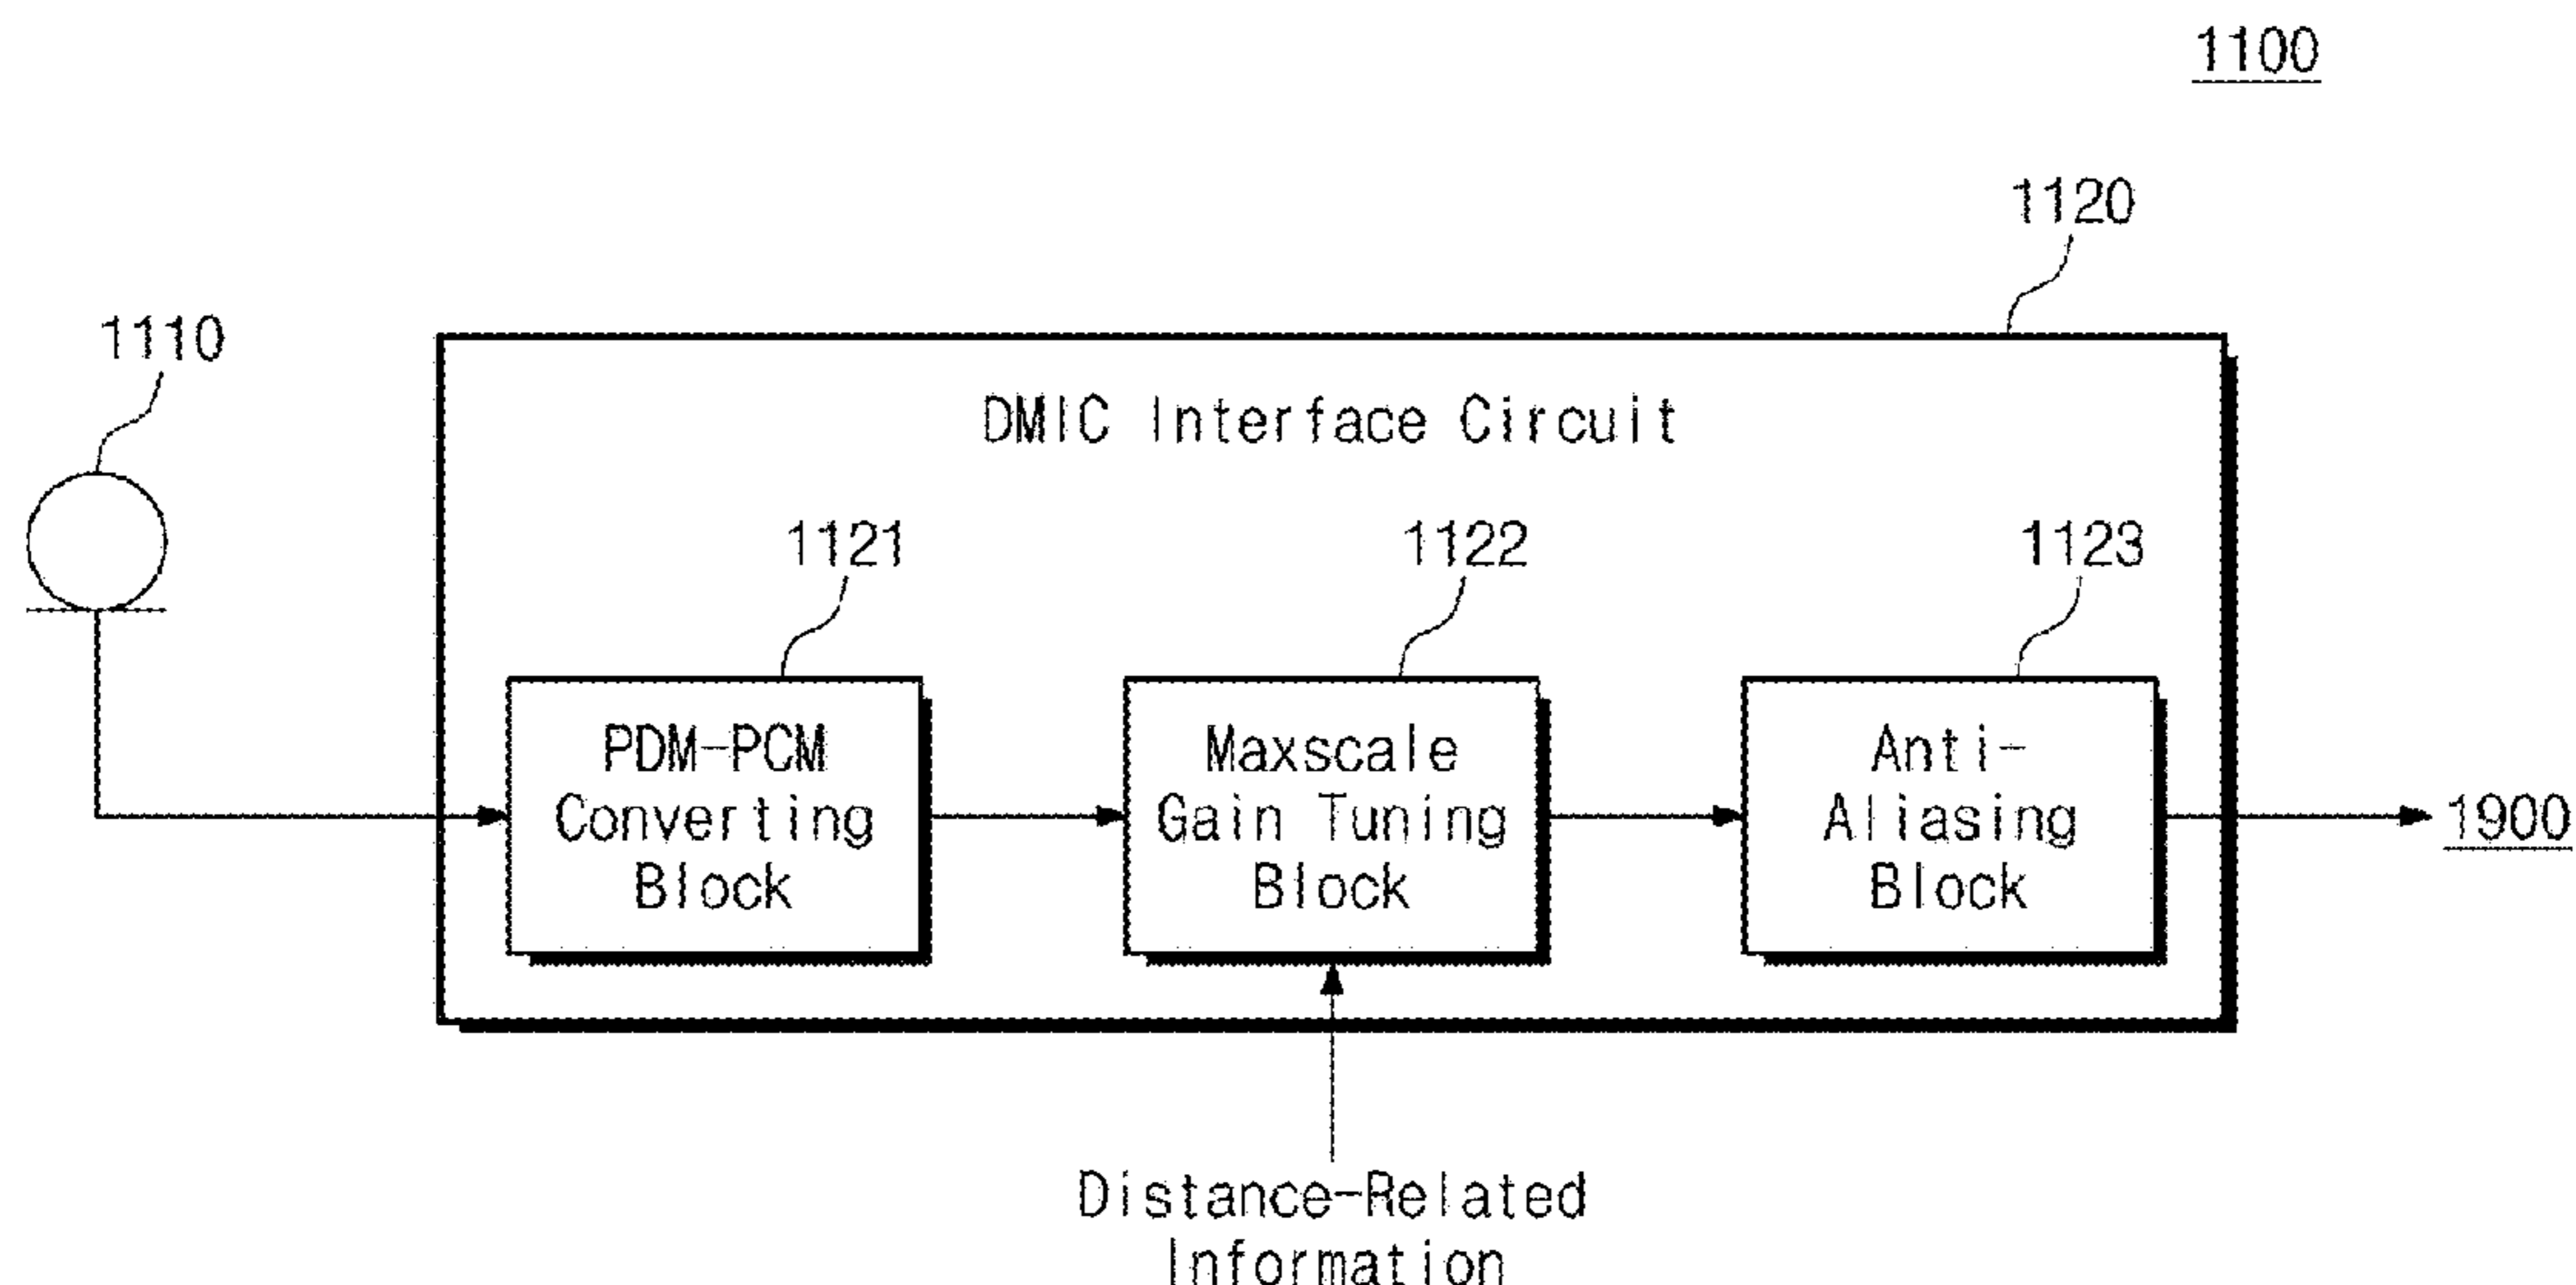 1100
1120
1110
DMIC Interface Circuit
1121
1122
1123
PDM-PCM
Converting
Block
Maxscale
Gain Tuning
Block
Anti-
Aliasing
Block
1900
Distance-Related
Information